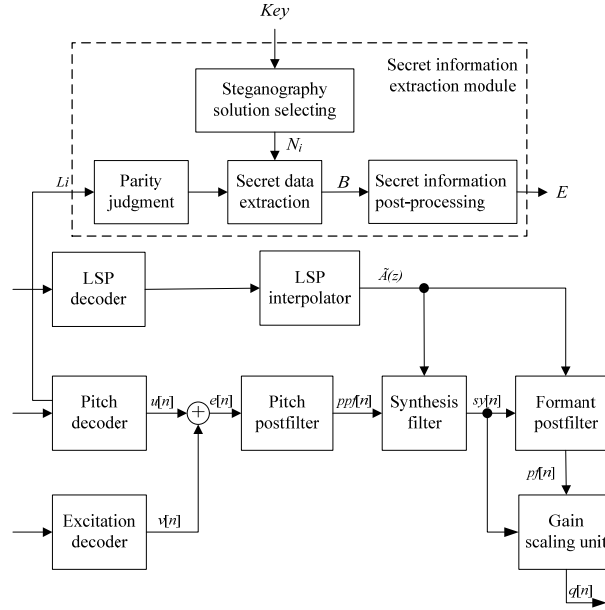 Key
Secret information
extraction module
Steganography
solution selecting
Ni
Li
Parity
judgment
Secret data
extraction
B
Secret information
post-processing
E
LSP
decoder
LSP
interpolator
Ã(z)
Pitch
decoder
u[n]
+
e[n]
Pitch
postfilter
ppf[n]
Synthesis
filter
sy[n]
Formant
postfilter
pf[n]
Excitation
decoder
v[n]
Gain
scaling unit
q[n]